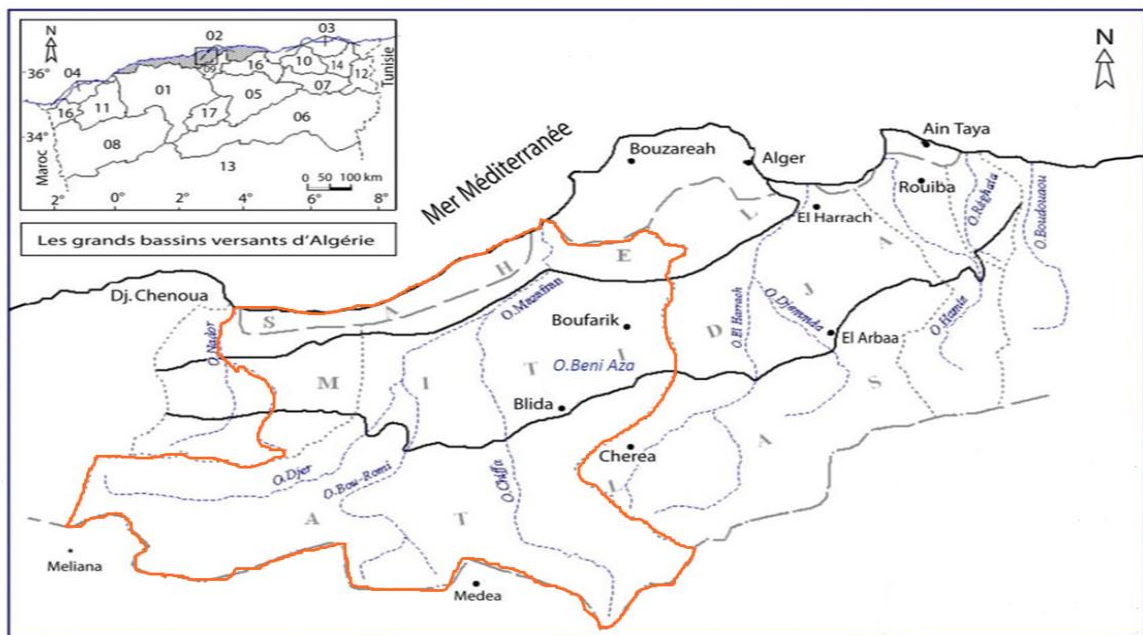 N
02
03
36°
04
09
16
10
14
12
Tunisie
01
07
05
16
11
17
06
34°
08
13
Maroc
0 50 100 km
2° 0° 2° 4° 6° 8°
Les grands bassins versants d'Algérie
N
Mer Méditerranée
Ain Taya
Bouzareah
Alger
Rouiba
El Harrach
O.Réghaia
O.Boudouaou
S A H E L
Dj. Chenoua
O.Nador
O.Mazafran
O.El Harrach
O.Djemmda
O.Hamiz
Boufarik
El Arbaa
M I T I D J A
O.Beni Aza
Blida
Cherea
O.Djer
O.Bou-Romi
O.Chiffa
A T L A S
Meliana
Medea